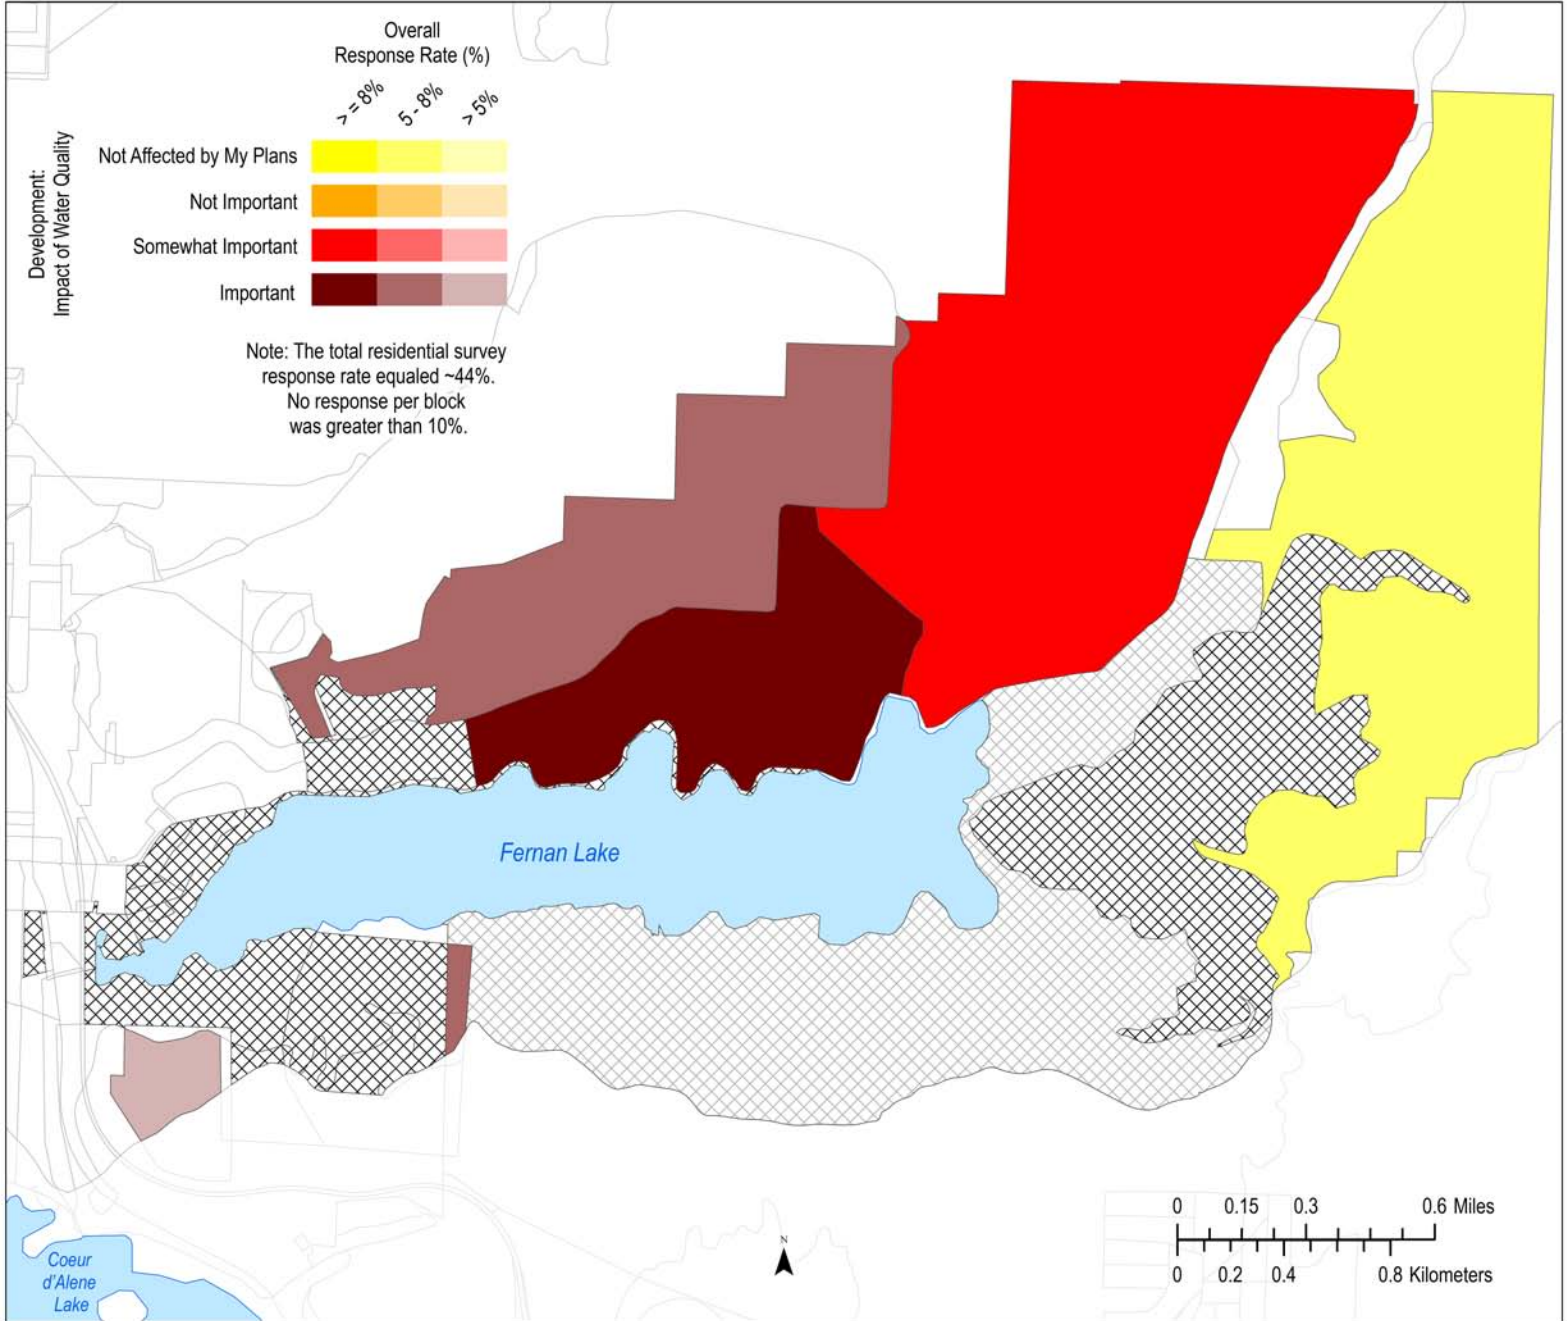 Overall
Response Rate (%)
> = 8%
5 - 8%
> 5%
Development:
Impact of Water Quality
Not Affected by My Plans
Not Important
Somewhat Important
Important
Note: The total residential survey
response rate equaled ~44%.
No response per block
was greater than 10%.
Fernan Lake
Coeur
d'Alene
Lake
N
0 0.15 0.3 0.6 Miles
0 0.2 0.4 0.8 Kilometers